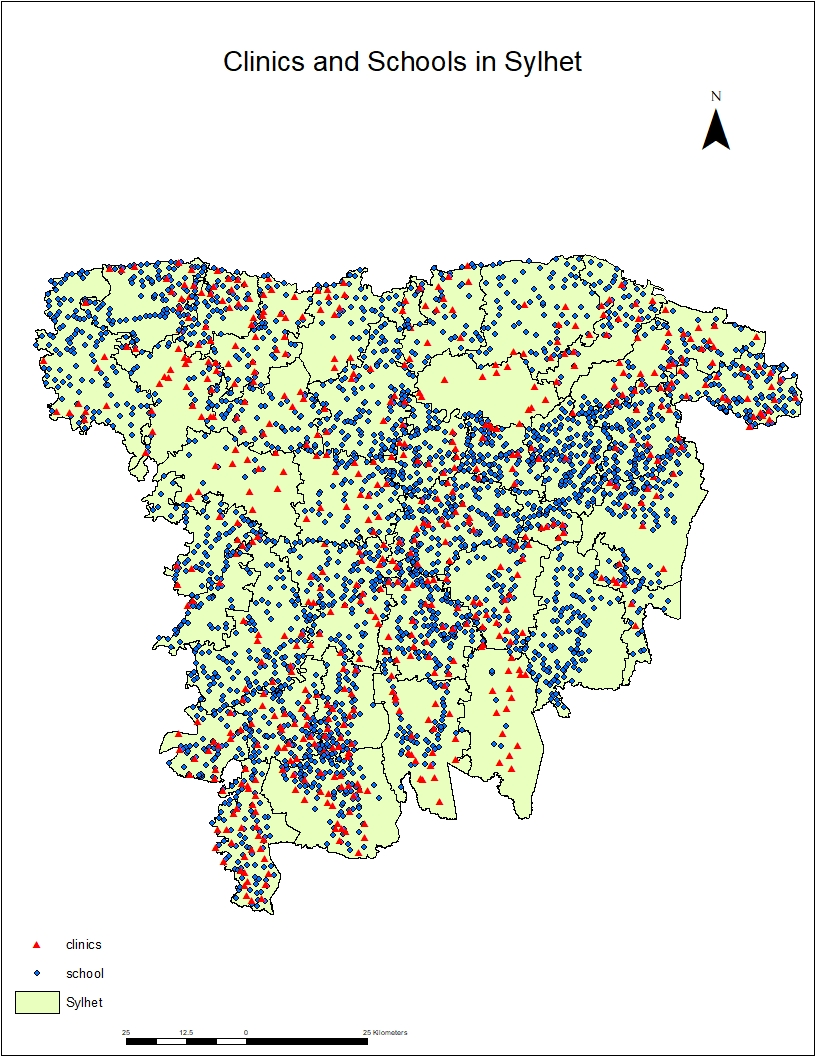 Clinics and Schools in Sylhet
N
clinics
school
Sylhet
25 12.5 0 25 Kilometers